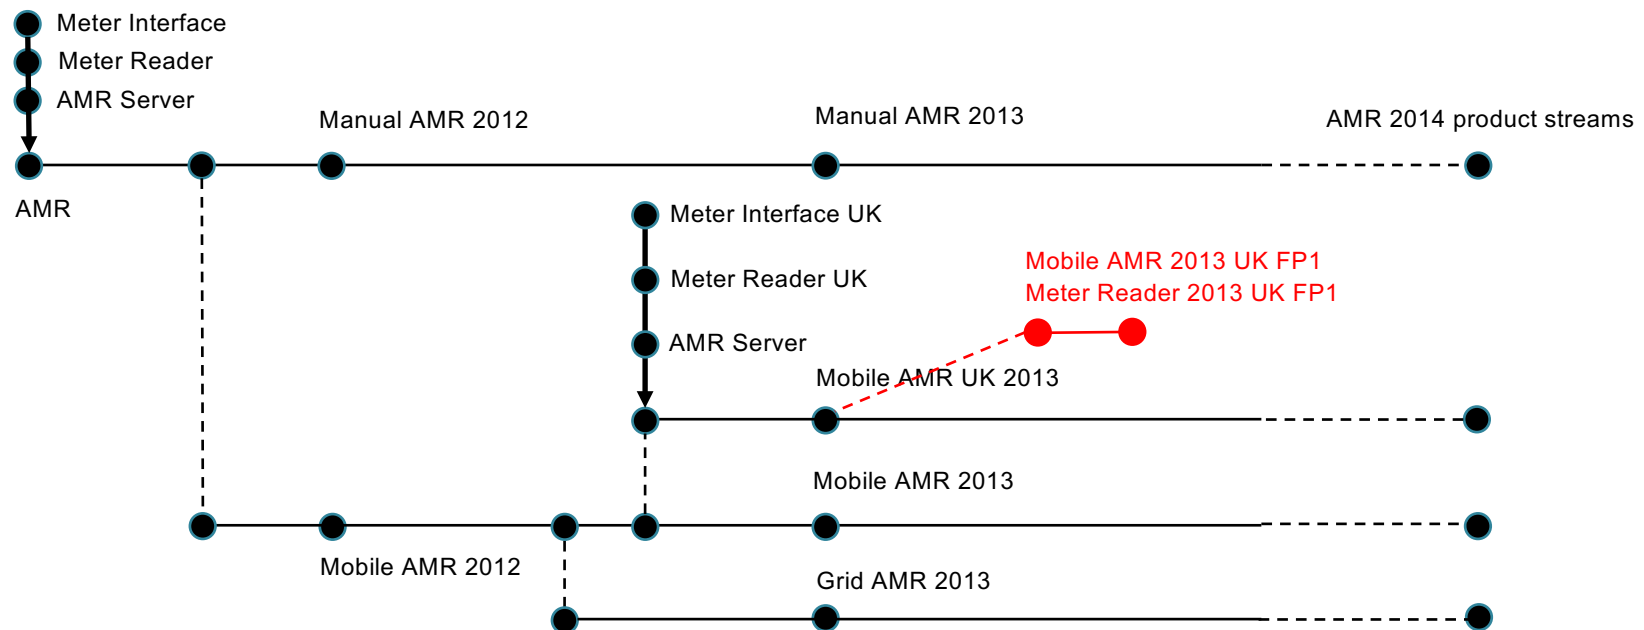 Meter Interface
Meter Reader
AMR Server
Manual AMR 2012
Manual AMR 2013
AMR 2014 product streams
AMR
Meter Interface UK
Meter Reader UK
Mobile AMR 2013 UK FP1
Meter Reader 2013 UK FP1
AMR Server
Mobile AMR UK 2013
Mobile AMR 2013
Mobile AMR 2012
Grid AMR 2013